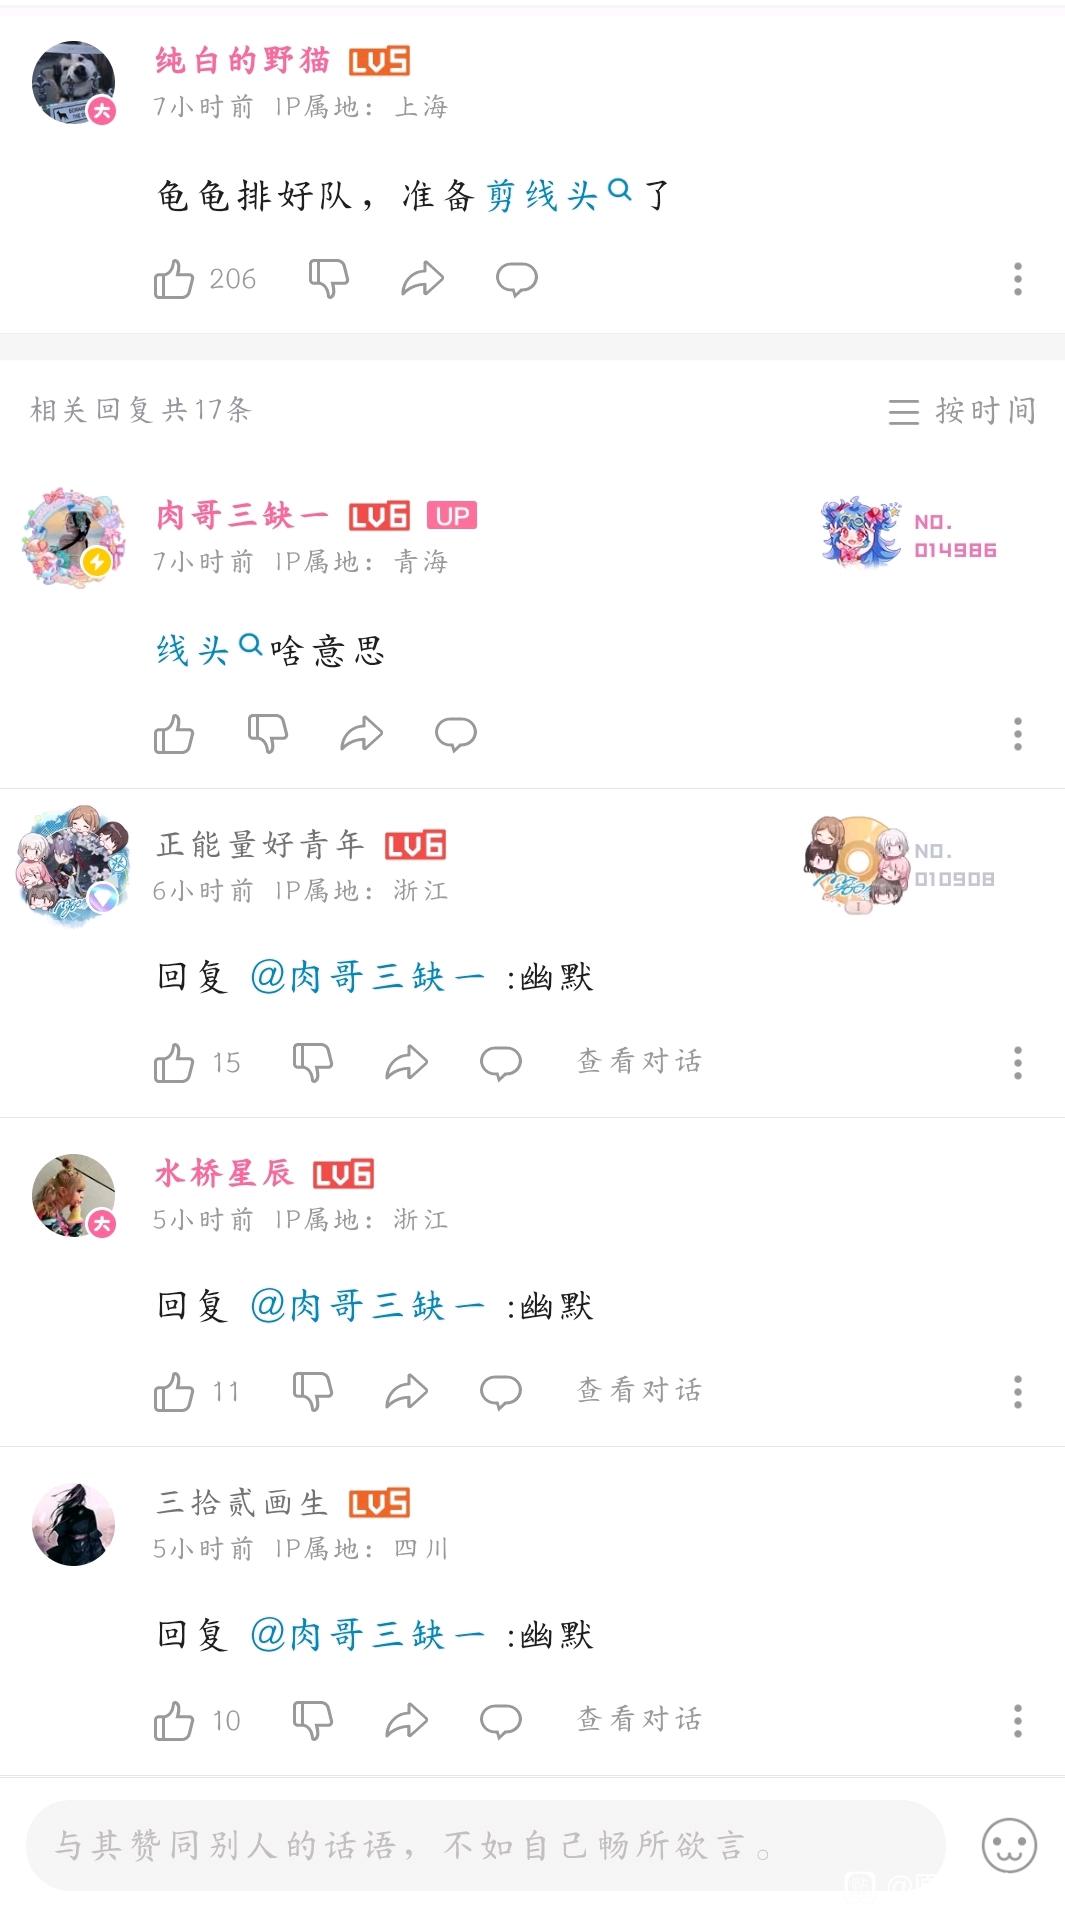 纯白的野猫 LV5
大
7小时前 IP属地：上海
龟龟排好队，准备剪线头了
206
相关回复共17条 按时间
肉哥三缺一 LV6 UP
NO.
014986
7小时前 IP属地：青海
线头啥意思
正能量好青年 LV6
NO.
010908
6小时前 IP属地：浙江
回复 @肉哥三缺一 :幽默
15 查看对话
水桥星辰 LV6
大
5小时前 IP属地：浙江
回复 @肉哥三缺一 :幽默
11 查看对话
三拾贰画生 LV5
5小时前 IP属地：四川
回复 @肉哥三缺一 :幽默
10 查看对话
与其赞同别人的话语，不如自己畅所欲言。